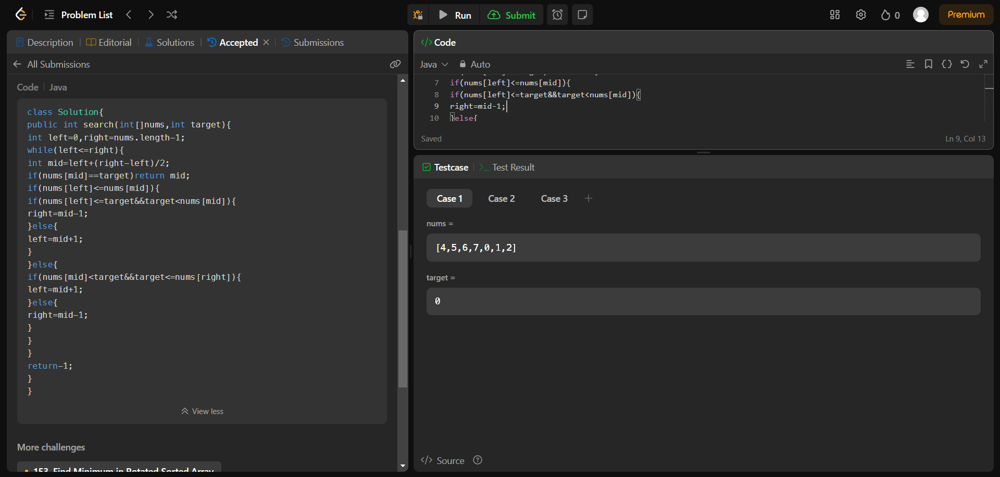 Problem List
Run
Submit
0
Premium
Description
Editorial
Solutions
Accepted
Submissions
All Submissions
Code
Java
class Solution{
public int search(int[]nums,int target){
int left=0,right=nums.length-1;
while(left<=right){
int mid=left+(right-left)/2;
if(nums[mid]==target)return mid;
if(nums[left]<=nums[mid]){
if(nums[left]<=target&&target<nums[mid]){
right=mid-1;
}else{
left=mid+1;
}
}else{
if(nums[mid]<target&&target<=nums[right]){
left=mid+1;
}else{
right=mid-1;
}
}
}
return-1;
}
}
View less
More challenges
153. Find Minimum in Rotated Sorted Array
</> Code
Java
Auto
7 if(nums[left]<=nums[mid]){
8 if(nums[left]<=target&&target<nums[mid]){
9 right=mid-1;
10 }else{
Saved
Ln 9, Col 13
Testcase
Test Result
Case 1
Case 2
Case 3
nums =
[4,5,6,7,0,1,2]
target =
0
</> Source